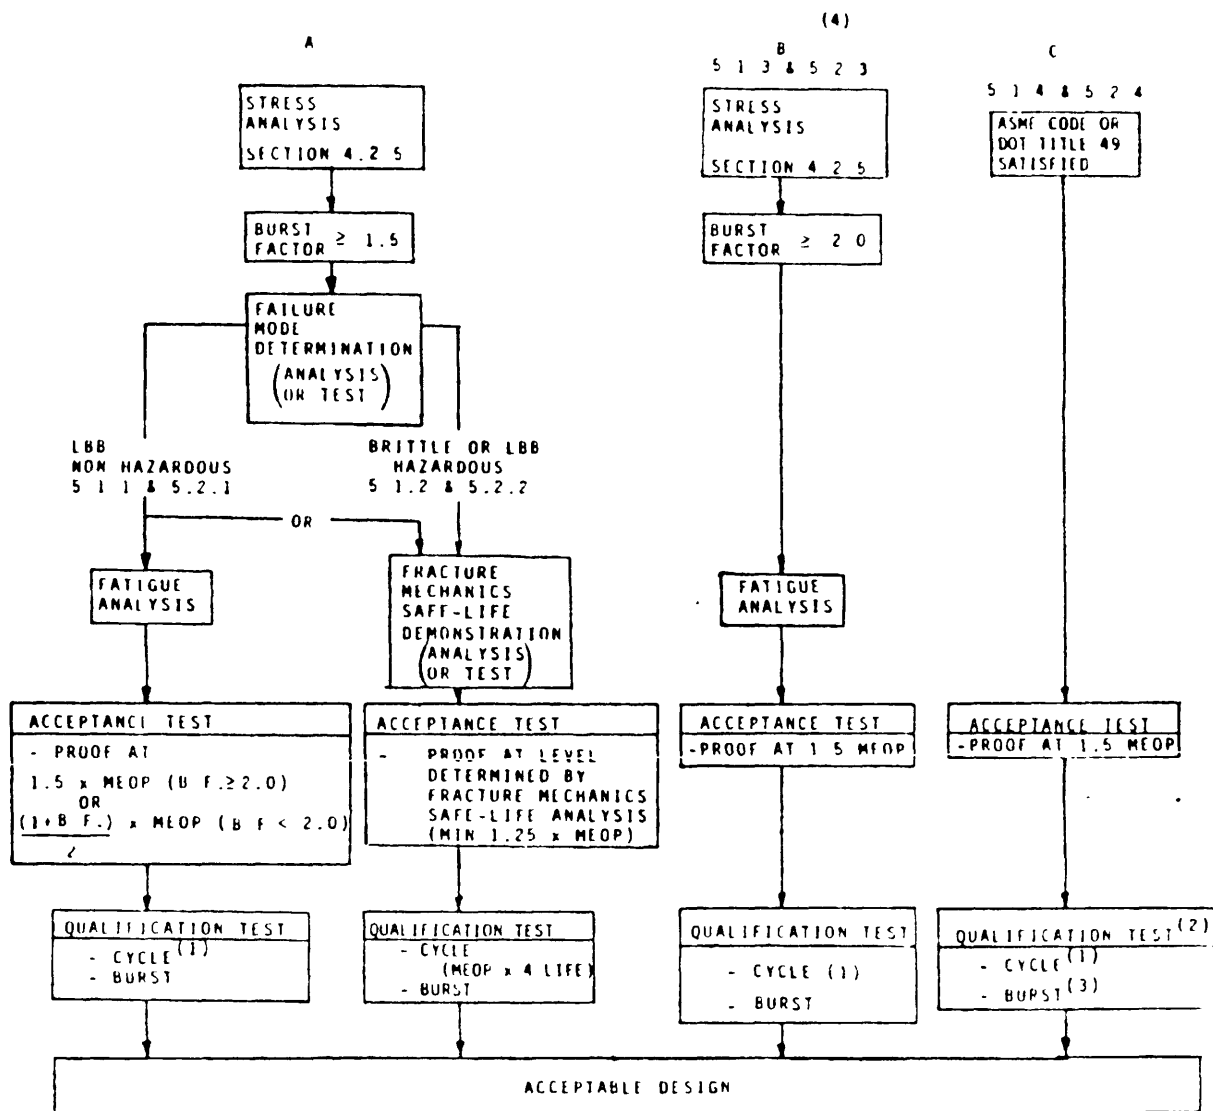 (4)
A
B
C
5 1 3 & 5 2 3
5 1 4 & 5 2 4
STRESS
ANALYSIS
SECTION 4.2 5
STRESS
ANALYSIS
SECTION 4 2 5
ASME CODE OR
DOT TITLE 49
SATISFIED
BURST
FACTOR ≥ 1.5
BURST
FACTOR ≥ 2 0
FAILURE
MODE
DETERMINATION
(ANALYSIS
OR TEST)
LBB
NON HAZARDOUS
5 1 1 & 5.2.1
BRITTLE OR LBB
HAZARDOUS
5 1.2 & 5.2.2
OR
FATIGUE
ANALYSIS
FRACTURE
MECHANICS
SAFE-LIFE
DEMONSTRATION
(ANALYSIS
OR TEST)
FATIGUE
ANALYSIS
ACCEPTANCE TEST
- PROOF AT
1.5 x MEOP (B F.≥2.0)
OR
(1+B F.) x MEOP (B F < 2.0)
2
ACCEPTANCE TEST
- PROOF AT LEVEL
DETERMINED BY
FRACTURE MECHANICS
SAFE-LIFE ANALYSIS
(MIN 1.25 x MEOP)
ACCEPTANCE TEST
-PROOF AT 1 5 MEOP
ACCEPTANCE TEST
-PROOF AT 1.5 MEOP
QUALIFICATION TEST
- CYCLE(1)
- BURST
QUALIFICATION TEST
- CYCLE
(MEOP x 4 LIFE)
- BURST
QUALIFICATION TEST
- CYCLE (1)
- BURST
QUALIFICATION TEST(2)
- CYCLE(1)
- BURST(3)
ACCEPTABLE DESIGN